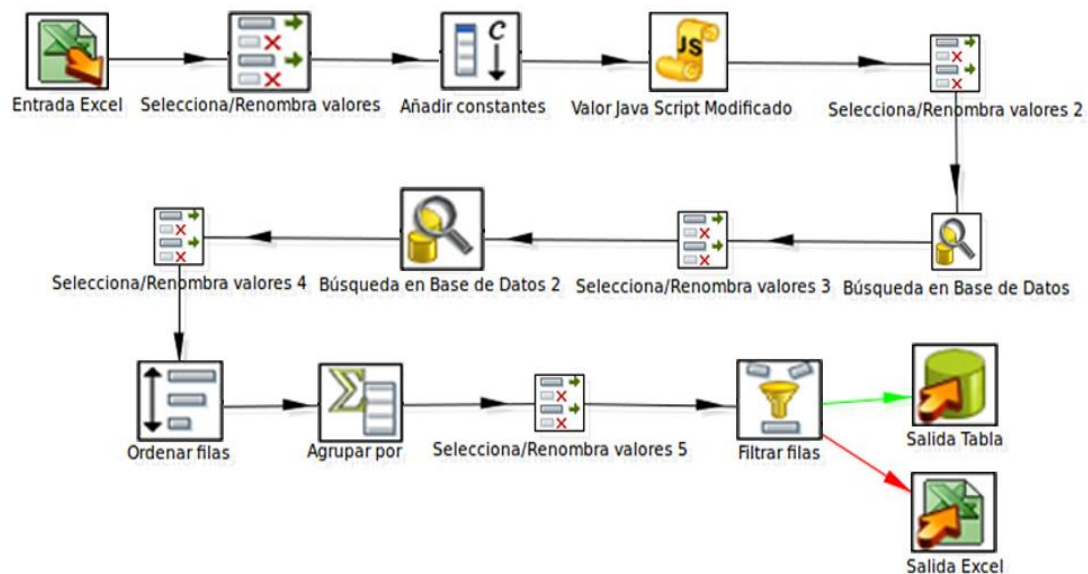 C
JS
Entrada Excel
Selecciona/Renombra valores
Añadir constantes
Valor Java Script Modificado
Selecciona/Renombra valores 2
Selecciona/Renombra valores 4
Búsqueda en Base de Datos 2
Selecciona/Renombra valores 3
Búsqueda en Base de Datos
Ordenar filas
Agrupar por
Selecciona/Renombra valores 5
Filtrar filas
Salida Tabla
Salida Excel